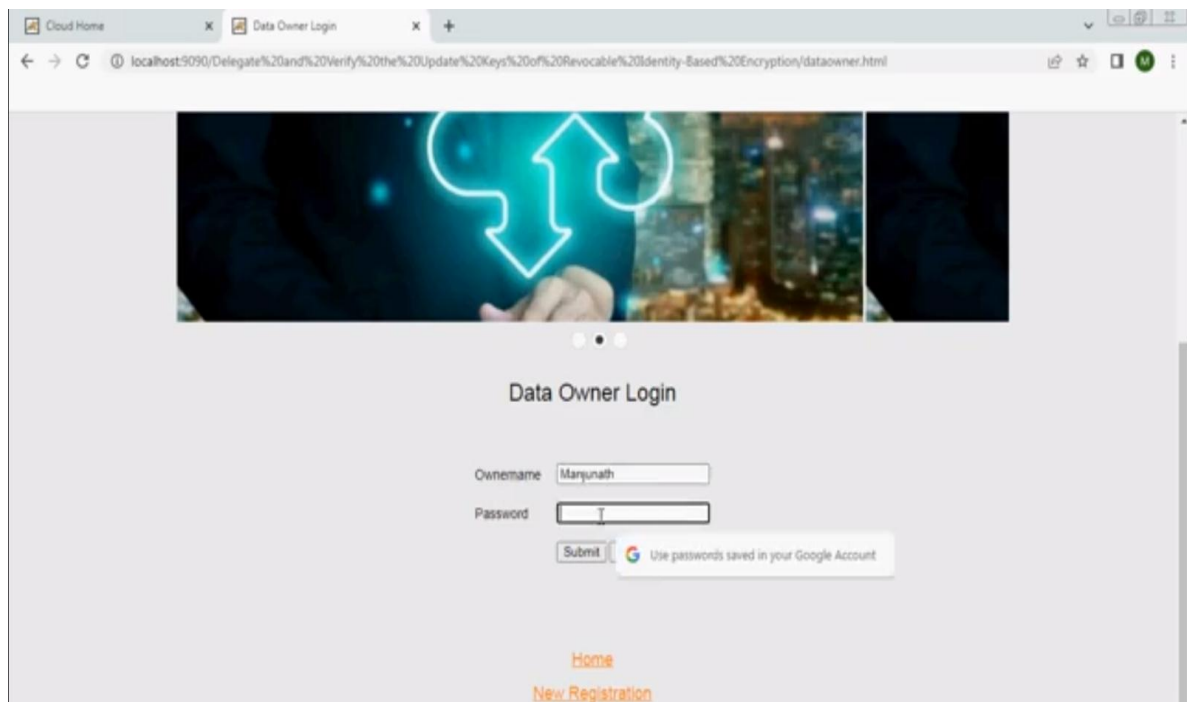 Cloud Home
Data Owner Login
localhost:9090/Delegate%20and%20Verify%20the%20Update%20Keys%20of%20Revocable%20Identity-Based%20Encryption/dataowner.html
M
Data Owner Login
Ownername Manjunath
Password
Submit
Use passwords saved in your Google Account
Home
New Registration